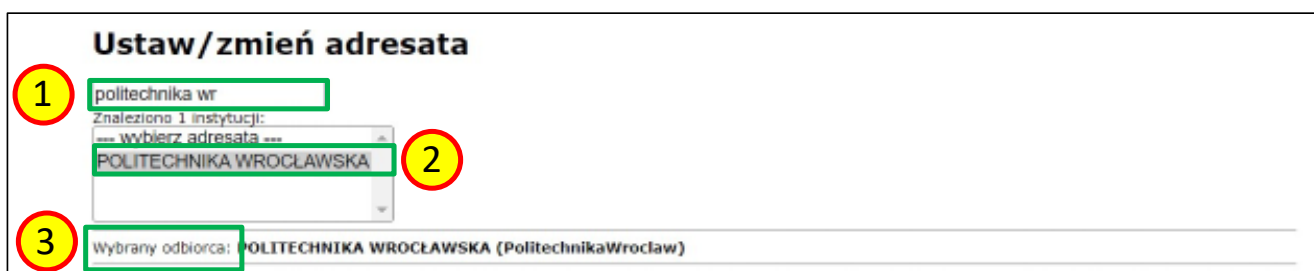 Ustaw/zmień adresata
1
politechnika wr
Znaleziono 1 instytucji:
--- wybierz adresata ---
POLITECHNIKA WROCŁAWSKA
2
3
Wybrany odbiorca: POLITECHNIKA WROCŁAWSKA (PolitechnikaWroclaw)